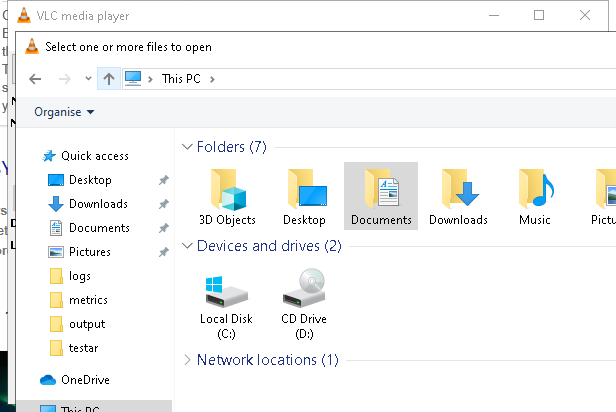 VLC media player
Select one or more files to open
This PC
Organise
Quick access
Desktop
Downloads
Documents
Pictures
logs
metrics
output
testar
OneDrive
This PC
Folders (7)
3D Objects
Desktop
Documents
Downloads
Music
Devices and drives (2)
Local Disk
(C:)
CD Drive
(D:)
Network locations (1)